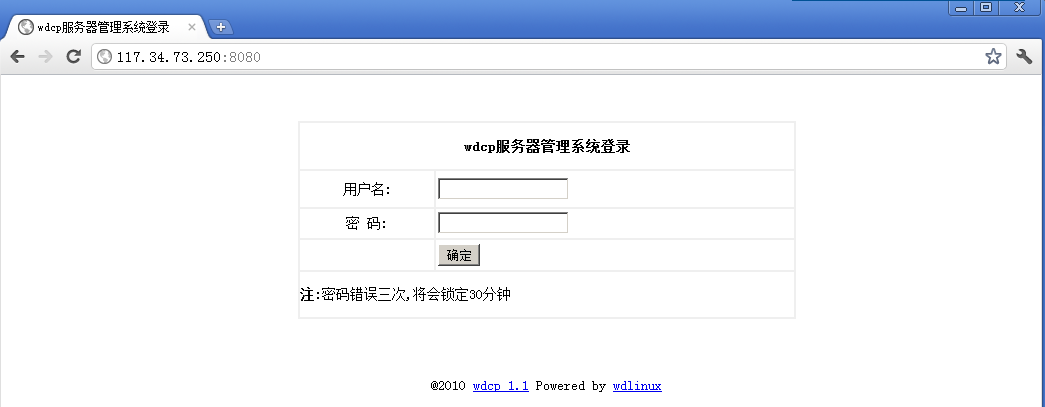 wdcp服务器管理系统登录
117.34.73.250:8080
wdcp服务器管理系统登录
用户名:
密 码:
确定
注:密码错误三次,将会锁定30分钟
@2010 wdcp 1.1 Powered by wdlinux